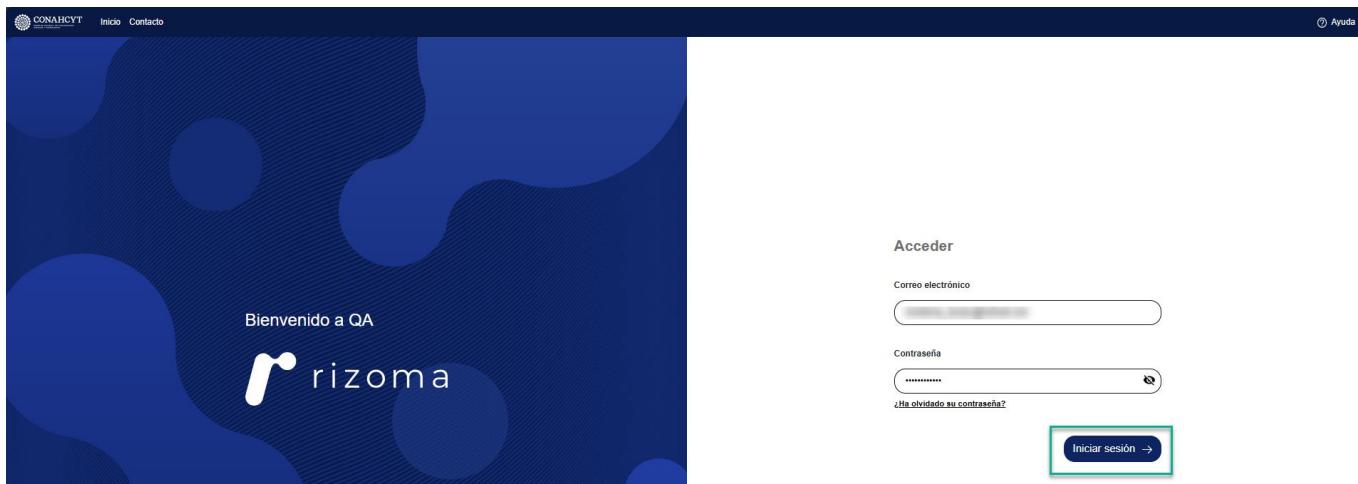 CONAHCYT Inicio Contacto
Ayuda
Bienvenido a QA
rizoma
Acceder
Correo electrónico
Contraseña
¿Ha olvidado su contraseña?
Iniciar sesión →